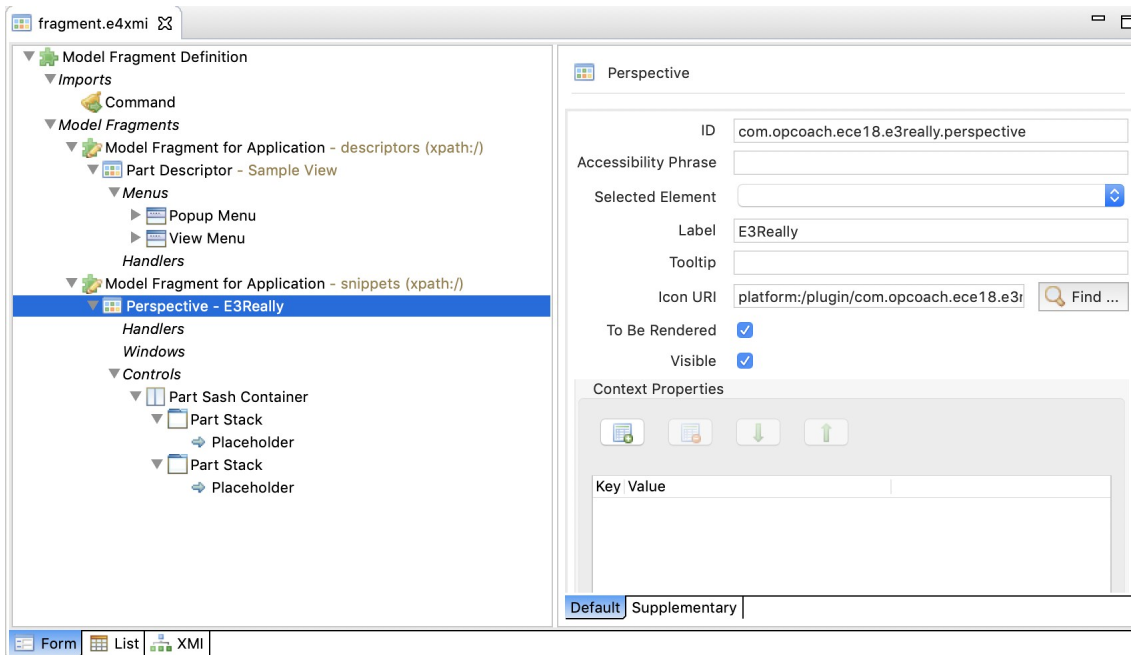 fragment.e4xmi
Model Fragment Definition
Imports
Command
Model Fragments
Model Fragment for Application - descriptors (xpath:/)
Part Descriptor - Sample View
Menus
Popup Menu
View Menu
Handlers
Model Fragment for Application - snippets (xpath:/)
Perspective - E3Really
Handlers
Windows
Controls
Part Sash Container
Part Stack
Placeholder
Part Stack
Placeholder
Perspective
ID com.opcoach.ece18.e3really.perspective
Accessibility Phrase
Selected Element
Label E3Really
Tooltip
Icon URI platform:/plugin/com.opcoach.ece18.e3r Find ...
To Be Rendered
Visible
Context Properties
Key Value
Default Supplementary
Form List XMI